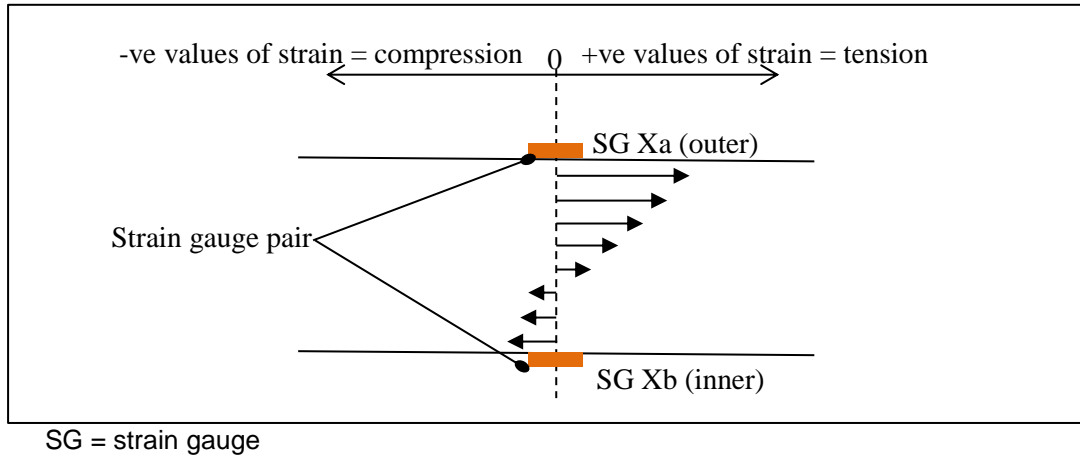 -ve values of strain = compression 0 +ve values of strain = tension
SG Xa (outer)
Strain gauge pair
SG Xb (inner)
SG = strain gauge